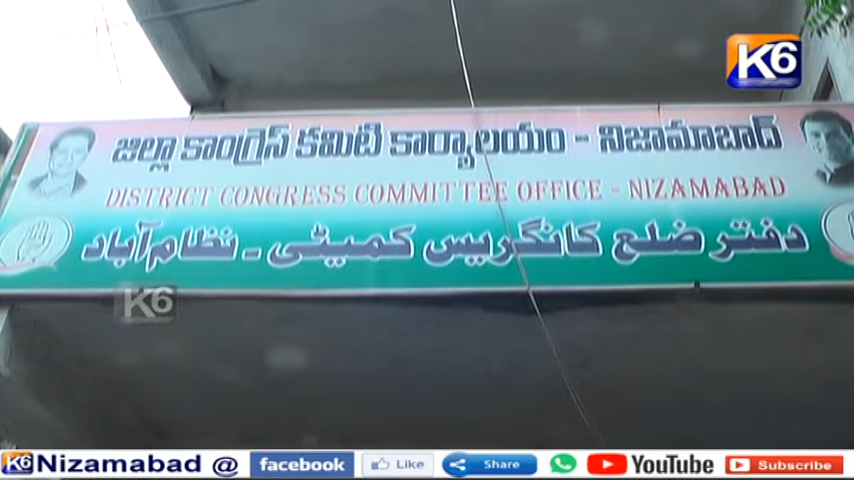 K6
జిల్లా కాంగ్రెస్ కమిటి కార్యాలయం - నిజామాబాద్
DISTRICT CONGRESS COMMITTEE OFFICE - NIZAMABAD
دفتر ضلع کانگریس کمیٹی ۔ نظام آباد
K6
K6 Nizamabad @ facebook Like Share YouTube Subscribe